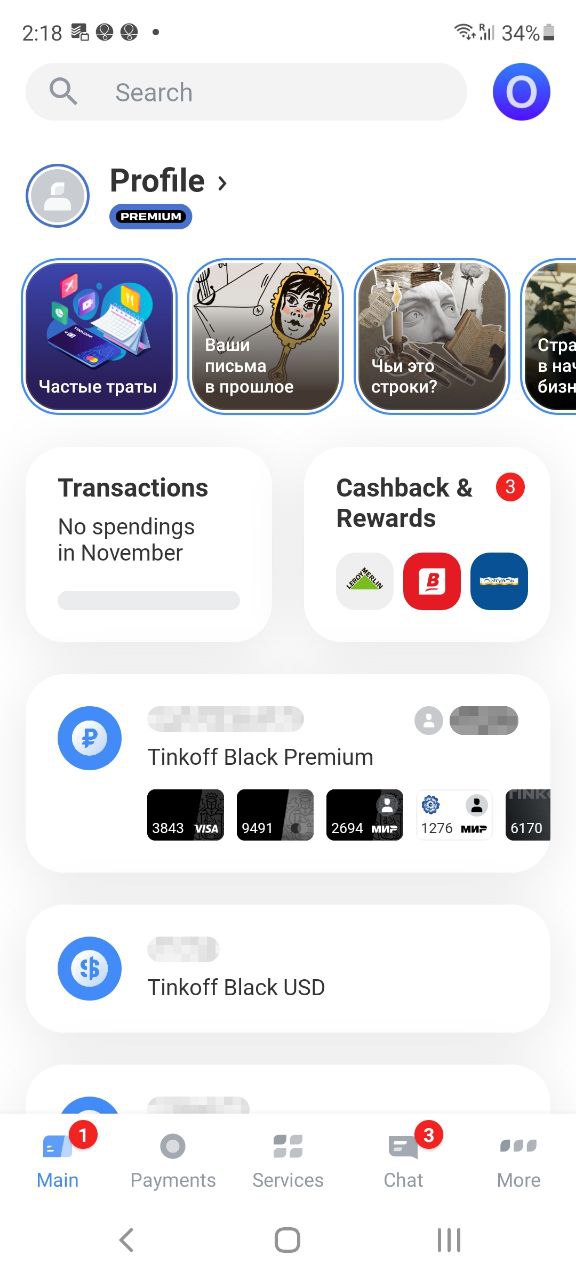 2:18
34%
Search
O
Profile
PREMIUM
Частые траты
Ваши
письма
в прошлое
Чьи это
строки?
Стра
в нач
бизн
Transactions
No spendings
in November
Cashback &
Rewards
3
LEROY MERLIN
В
Tinkoff Black Premium
3843 VISA
9491
2694 МИР
1276 МИР
TINK
6170
Tinkoff Black USD
1
3
Main
Payments
Services
Chat
More